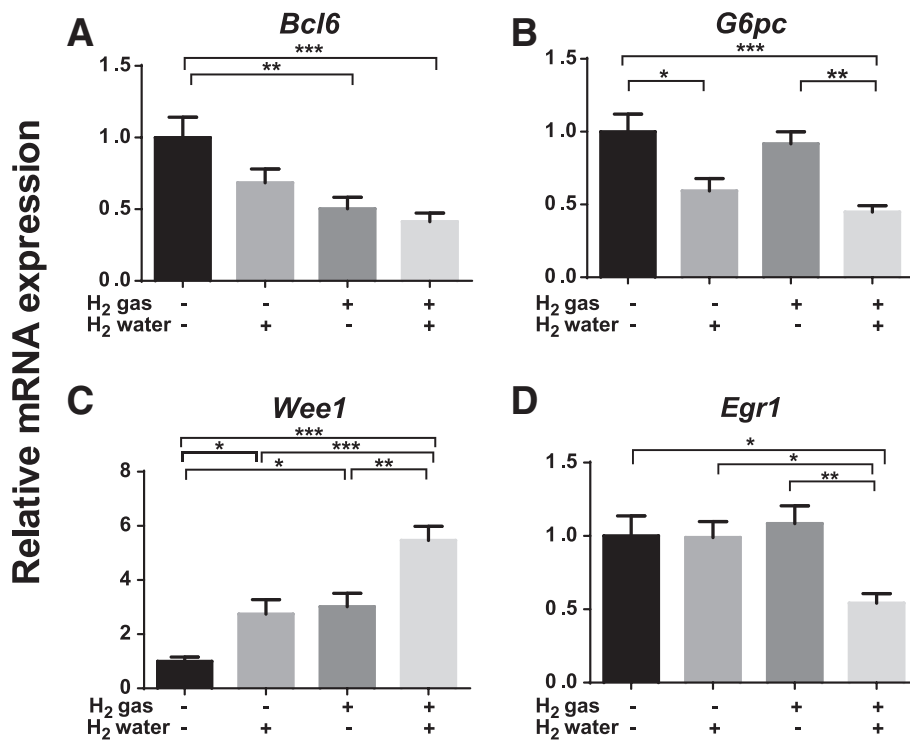 Relative mRNA expression
A
Bcl6
***
**
1.5
1.0
0.5
0.0
H2 gas - - + +
H2 water - + - +
B
G6pc
***
* **
1.5
1.0
0.5
0.0
H2 gas - - + +
H2 water - + - +
C
Wee1
***
* ***
* **
8
6
4
2
0
H2 gas - - + +
H2 water - + - +
D
Egr1
*
*
**
1.5
1.0
0.5
0.0
H2 gas - - + +
H2 water - + - +